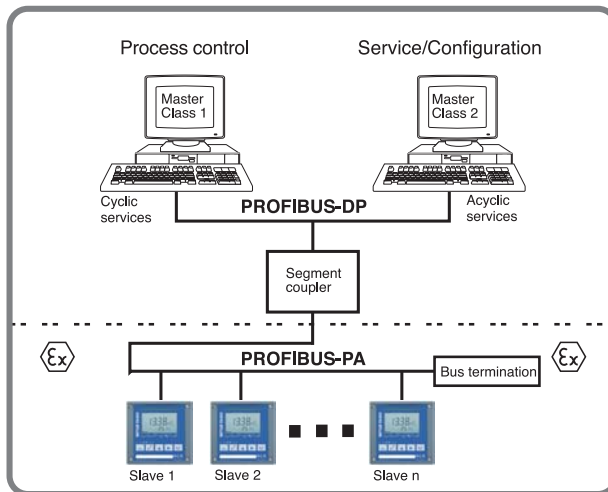 Process control
Service/Configuration
Master
Class 1
Master
Class 2
Cyclic
services
PROFIBUS-DP
Acyclic
services
Segment
coupler
Ex
Ex
PROFIBUS-PA
Bus termination
Slave 1
Slave 2
Slave n